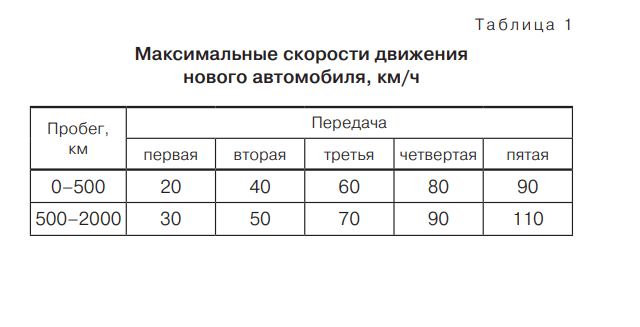 Таблица 1
Максимальные скорости движения
нового автомобиля, км/ч
Пробег, км Передача
первая вторая третья четвертая пятая
0–500 20 40 60 80 90
500–2000 30 50 70 90 110